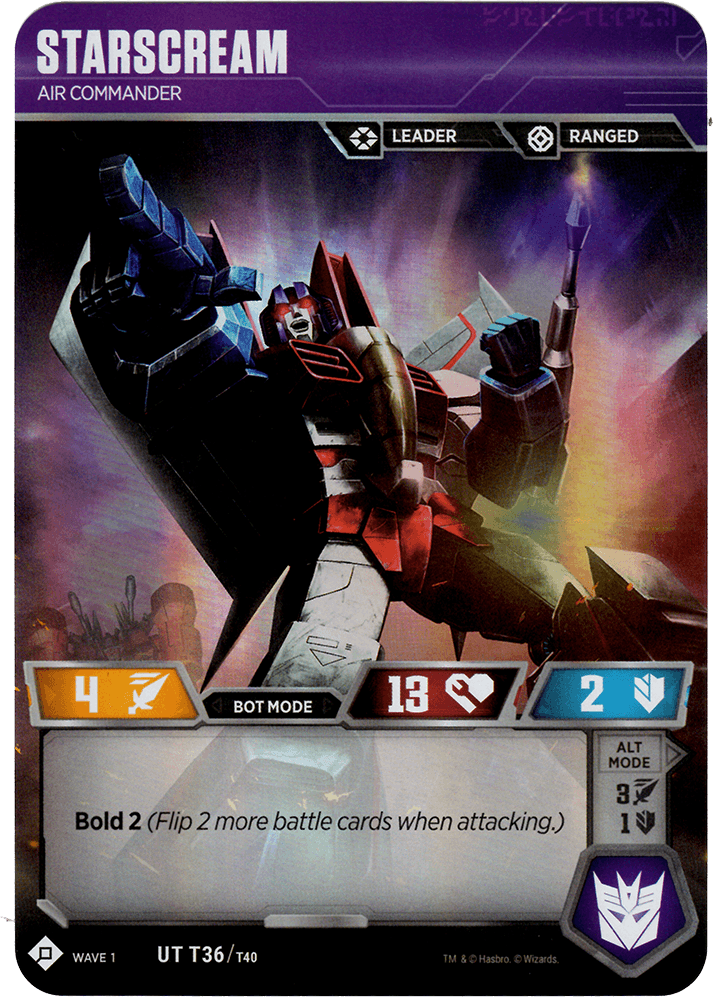 STARSCREAM
AIR COMMANDER
LEADER
RANGED
4
BOT MODE
13
2
ALT
MODE
3
1
Bold 2 (Flip 2 more battle cards when attacking.)
WAVE 1
UT T36/T40
TM & © Hasbro. © Wizards.